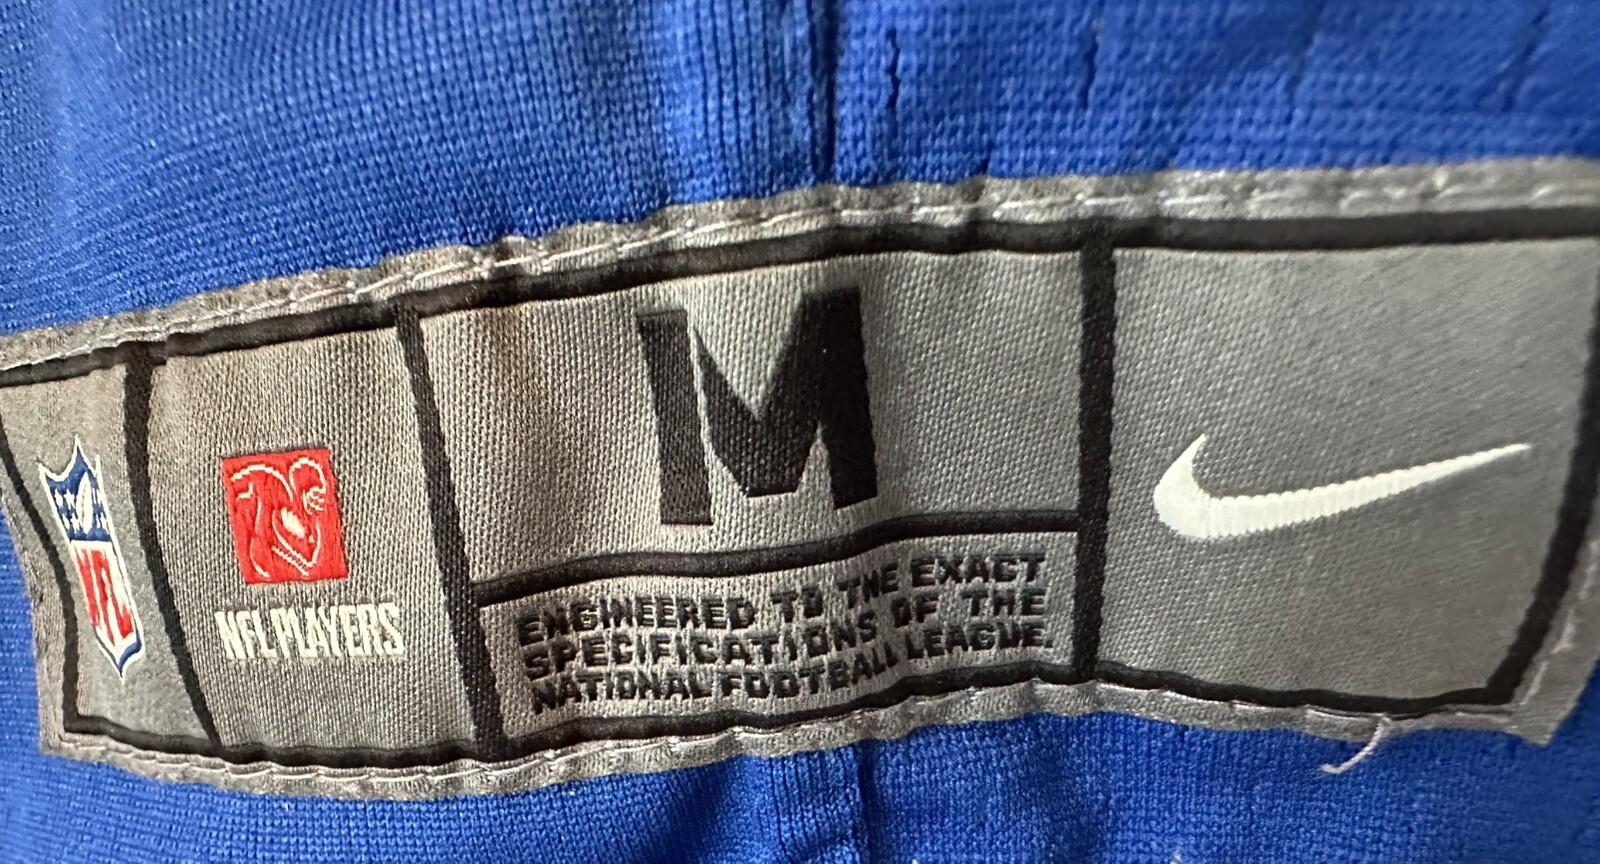 NFL
NFL PLAYERS
M
ENGINEERED TO THE EXACT
SPECIFICATIONS OF THE
NATIONAL FOOTBALL LEAGUE.